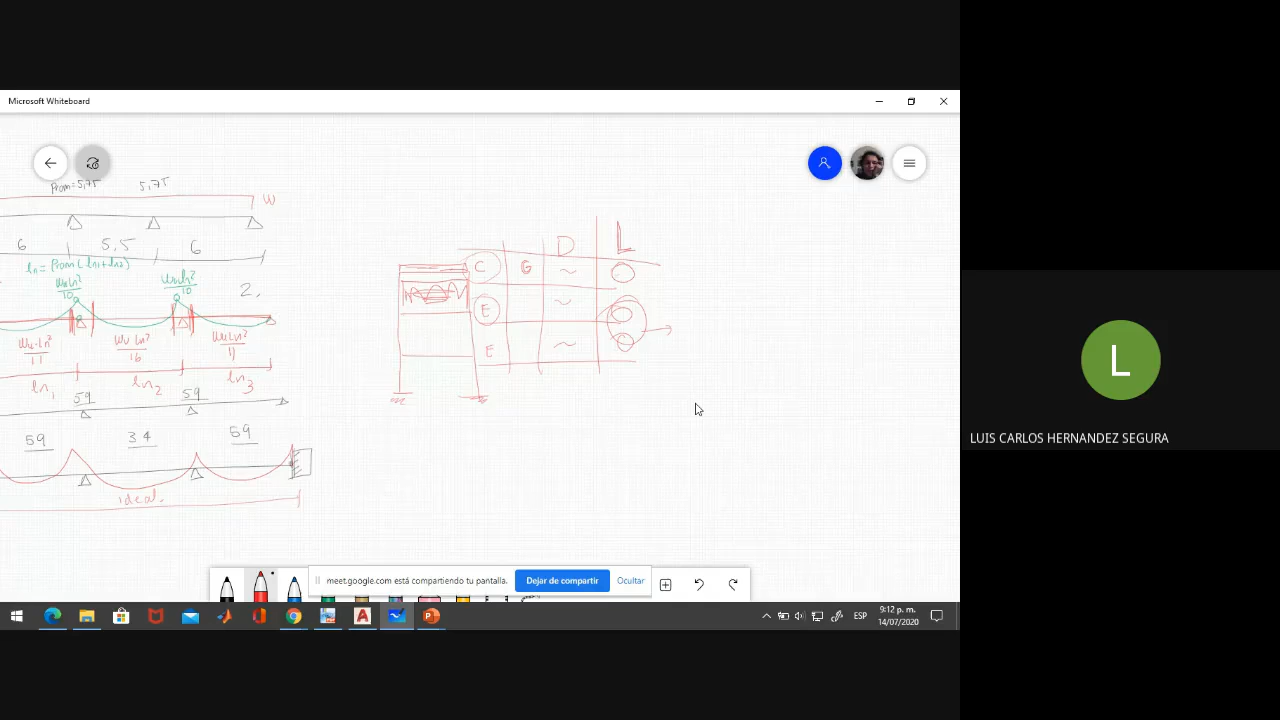 Microsoft Whiteboard
Prom=5,75 5,75
W
6 5,5 6
ln = Prom(ln1+ln2)
Wu ln²/10 Wu ln²/10
2.
Wu·ln²/11 Wu·ln²/16 Wu ln²/11
ln1 ln2 ln3
59 59
59 34 59
ideal.
D L
C G
E
E
L
LUIS CARLOS HERNANDEZ SEGURA
meet.google.com está compartiendo tu pantalla. Dejar de compartir Ocultar
ESP
9:12 p. m.
14/07/2020